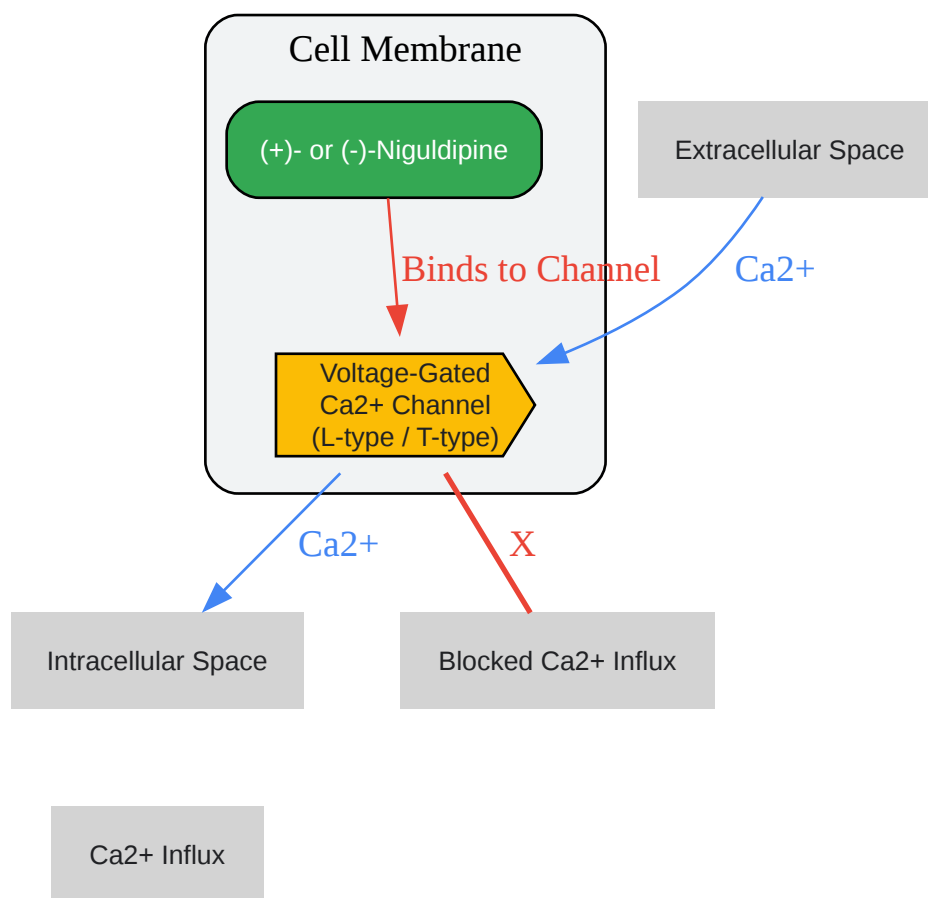 Cell Membrane
(+)- or (-)-Niguldipine
Extracellular Space
Binds to Channel
Ca2+
Voltage-Gated
Ca2+ Channel
(L-type / T-type)
Ca2+
X
Intracellular Space
Blocked Ca2+ Influx
Ca2+ Influx